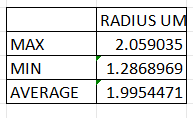 RADIUS UM
MAX 2.059035
MIN 1.2868969
AVERAGE 1.9954471